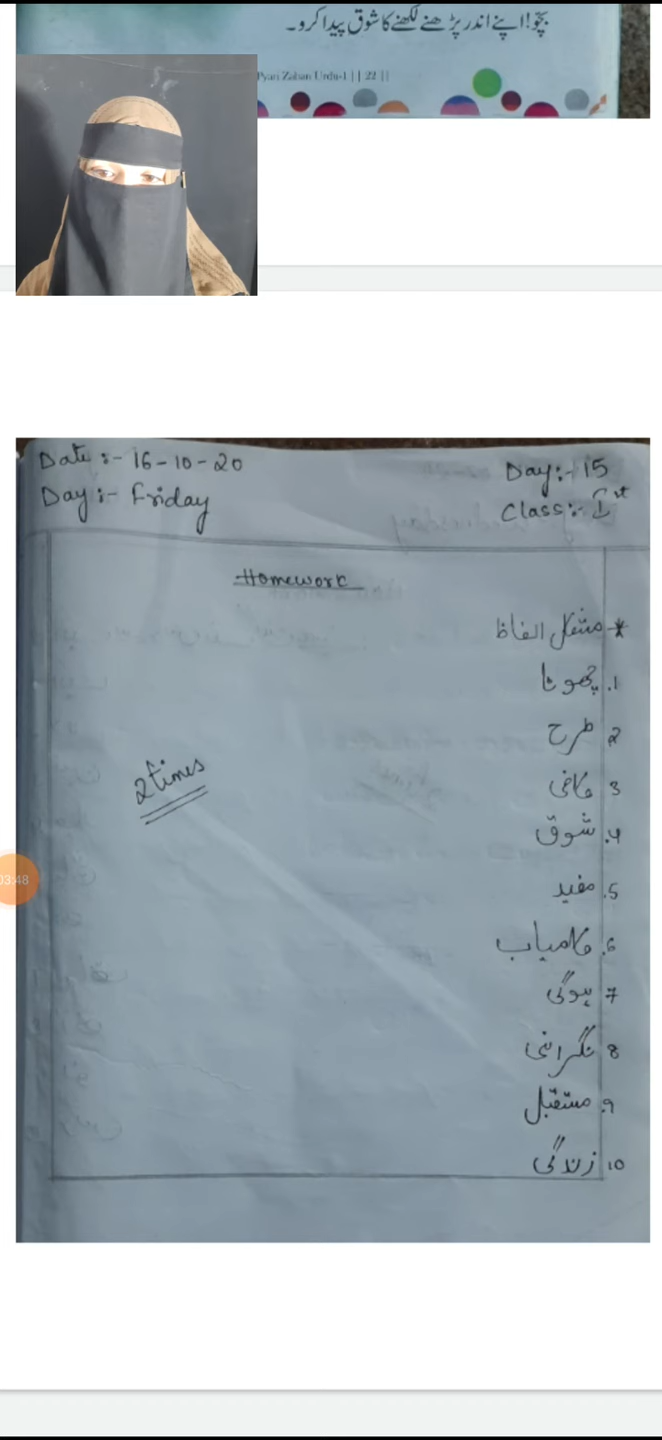 بچّو! اپنے اندر پڑھنے لکھنے کا شوق پیدا کرو۔
Pyari Zaban Urdu-1 || 22 ||
Date :- 16-10-20
Day:- 15
Day :- Friday
Class:- Ist
Homework
* مشکل الفاظ
1. چھوٹا
2 طرح
3 کافی
4. شوق
2 times
5. مفید
6. کامیاب
7 ہوگی
8 نگرانی
9. مستقبل
10 زندگی
03:48